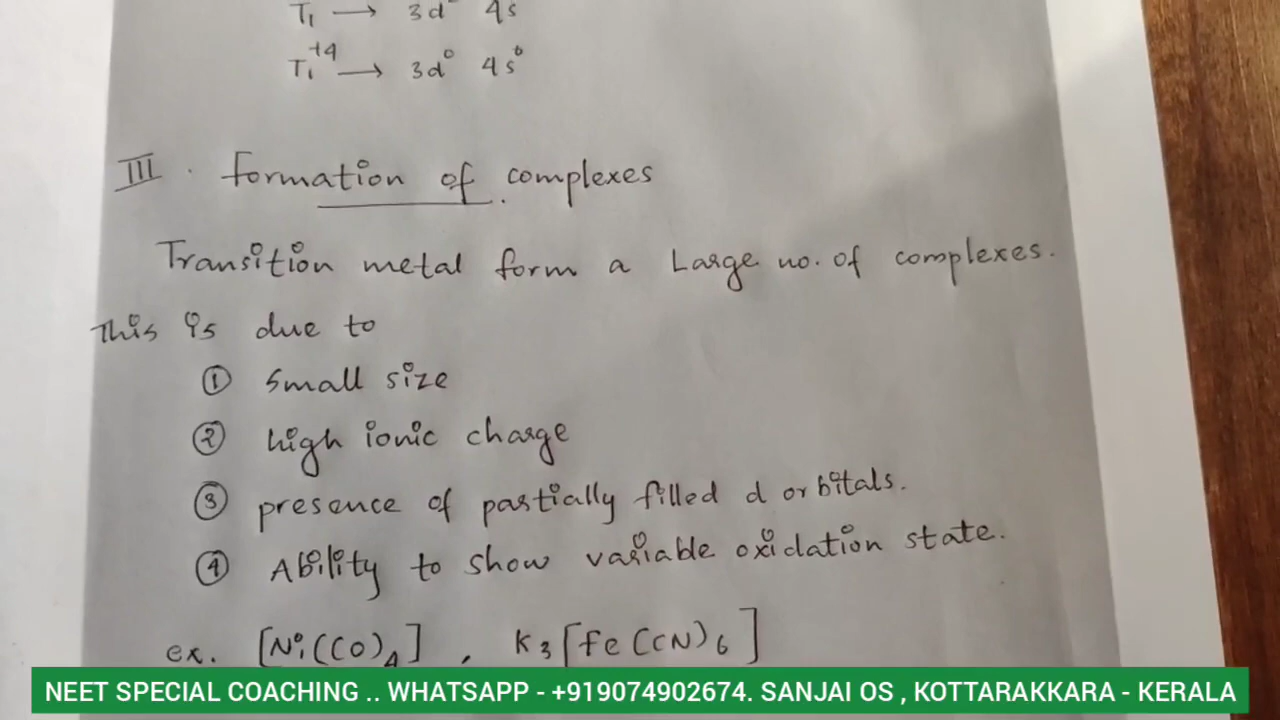 Ti → 3d 4s
Ti+4 → 3d° 4s°
III . Formation of complexes
Transition metal form a Large no. of complexes.
This is due to
① small size
② high ionic charge
③ presence of partially filled d orbitals.
④ Ability to show variable oxidation state.
ex. [Ni(CO)4] , K3[Fe(CN)6]
NEET SPECIAL COACHING .. WHATSAPP - +919074902674. SANJAI OS , KOTTARAKKARA - KERALA